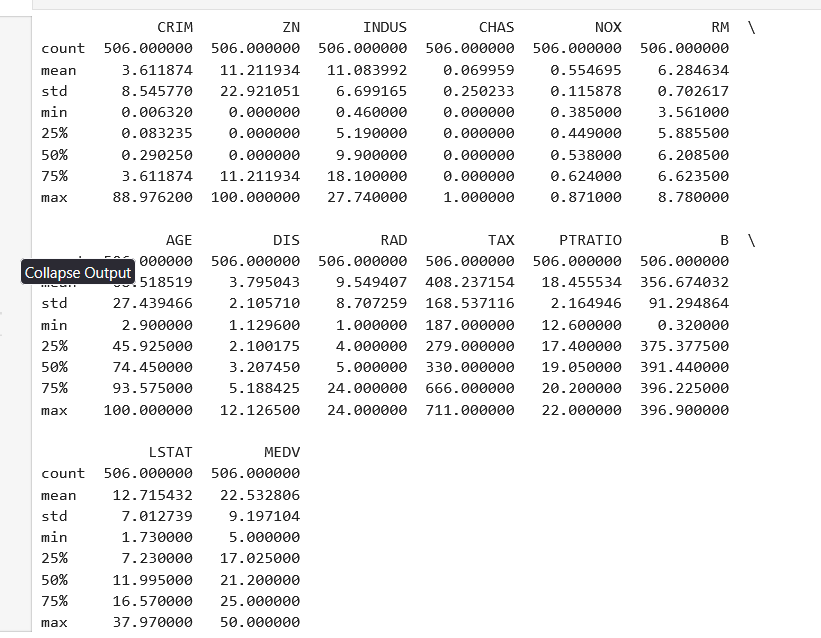 CRIM ZN INDUS CHAS NOX RM \
count 506.000000 506.000000 506.000000 506.000000 506.000000 506.000000
mean 3.611874 11.211934 11.083992 0.069959 0.554695 6.284634
std 8.545770 22.921051 6.699165 0.250233 0.115878 0.702617
min 0.006320 0.000000 0.460000 0.000000 0.385000 3.561000
25% 0.083235 0.000000 5.190000 0.000000 0.449000 5.885500
50% 0.290250 0.000000 9.900000 0.000000 0.538000 6.208500
75% 3.611874 11.211934 18.100000 0.000000 0.624000 6.623500
max 88.976200 100.000000 27.740000 1.000000 0.871000 8.780000
AGE DIS RAD TAX PTRATIO B \
506.000000 506.000000 506.000000 506.000000 506.000000
Collapse Output
mean .518519 3.795043 9.549407 408.237154 18.455534 356.674032
std 27.439466 2.105710 8.707259 168.537116 2.164946 91.294864
min 2.900000 1.129600 1.000000 187.000000 12.600000 0.320000
25% 45.925000 2.100175 4.000000 279.000000 17.400000 375.377500
50% 74.450000 3.207450 5.000000 330.000000 19.050000 391.440000
75% 93.575000 5.188425 24.000000 666.000000 20.200000 396.225000
max 100.000000 12.126500 24.000000 711.000000 22.000000 396.900000
LSTAT MEDV
count 506.000000 506.000000
mean 12.715432 22.532806
std 7.012739 9.197104
min 1.730000 5.000000
25% 7.230000 17.025000
50% 11.995000 21.200000
75% 16.570000 25.000000
max 37.970000 50.000000